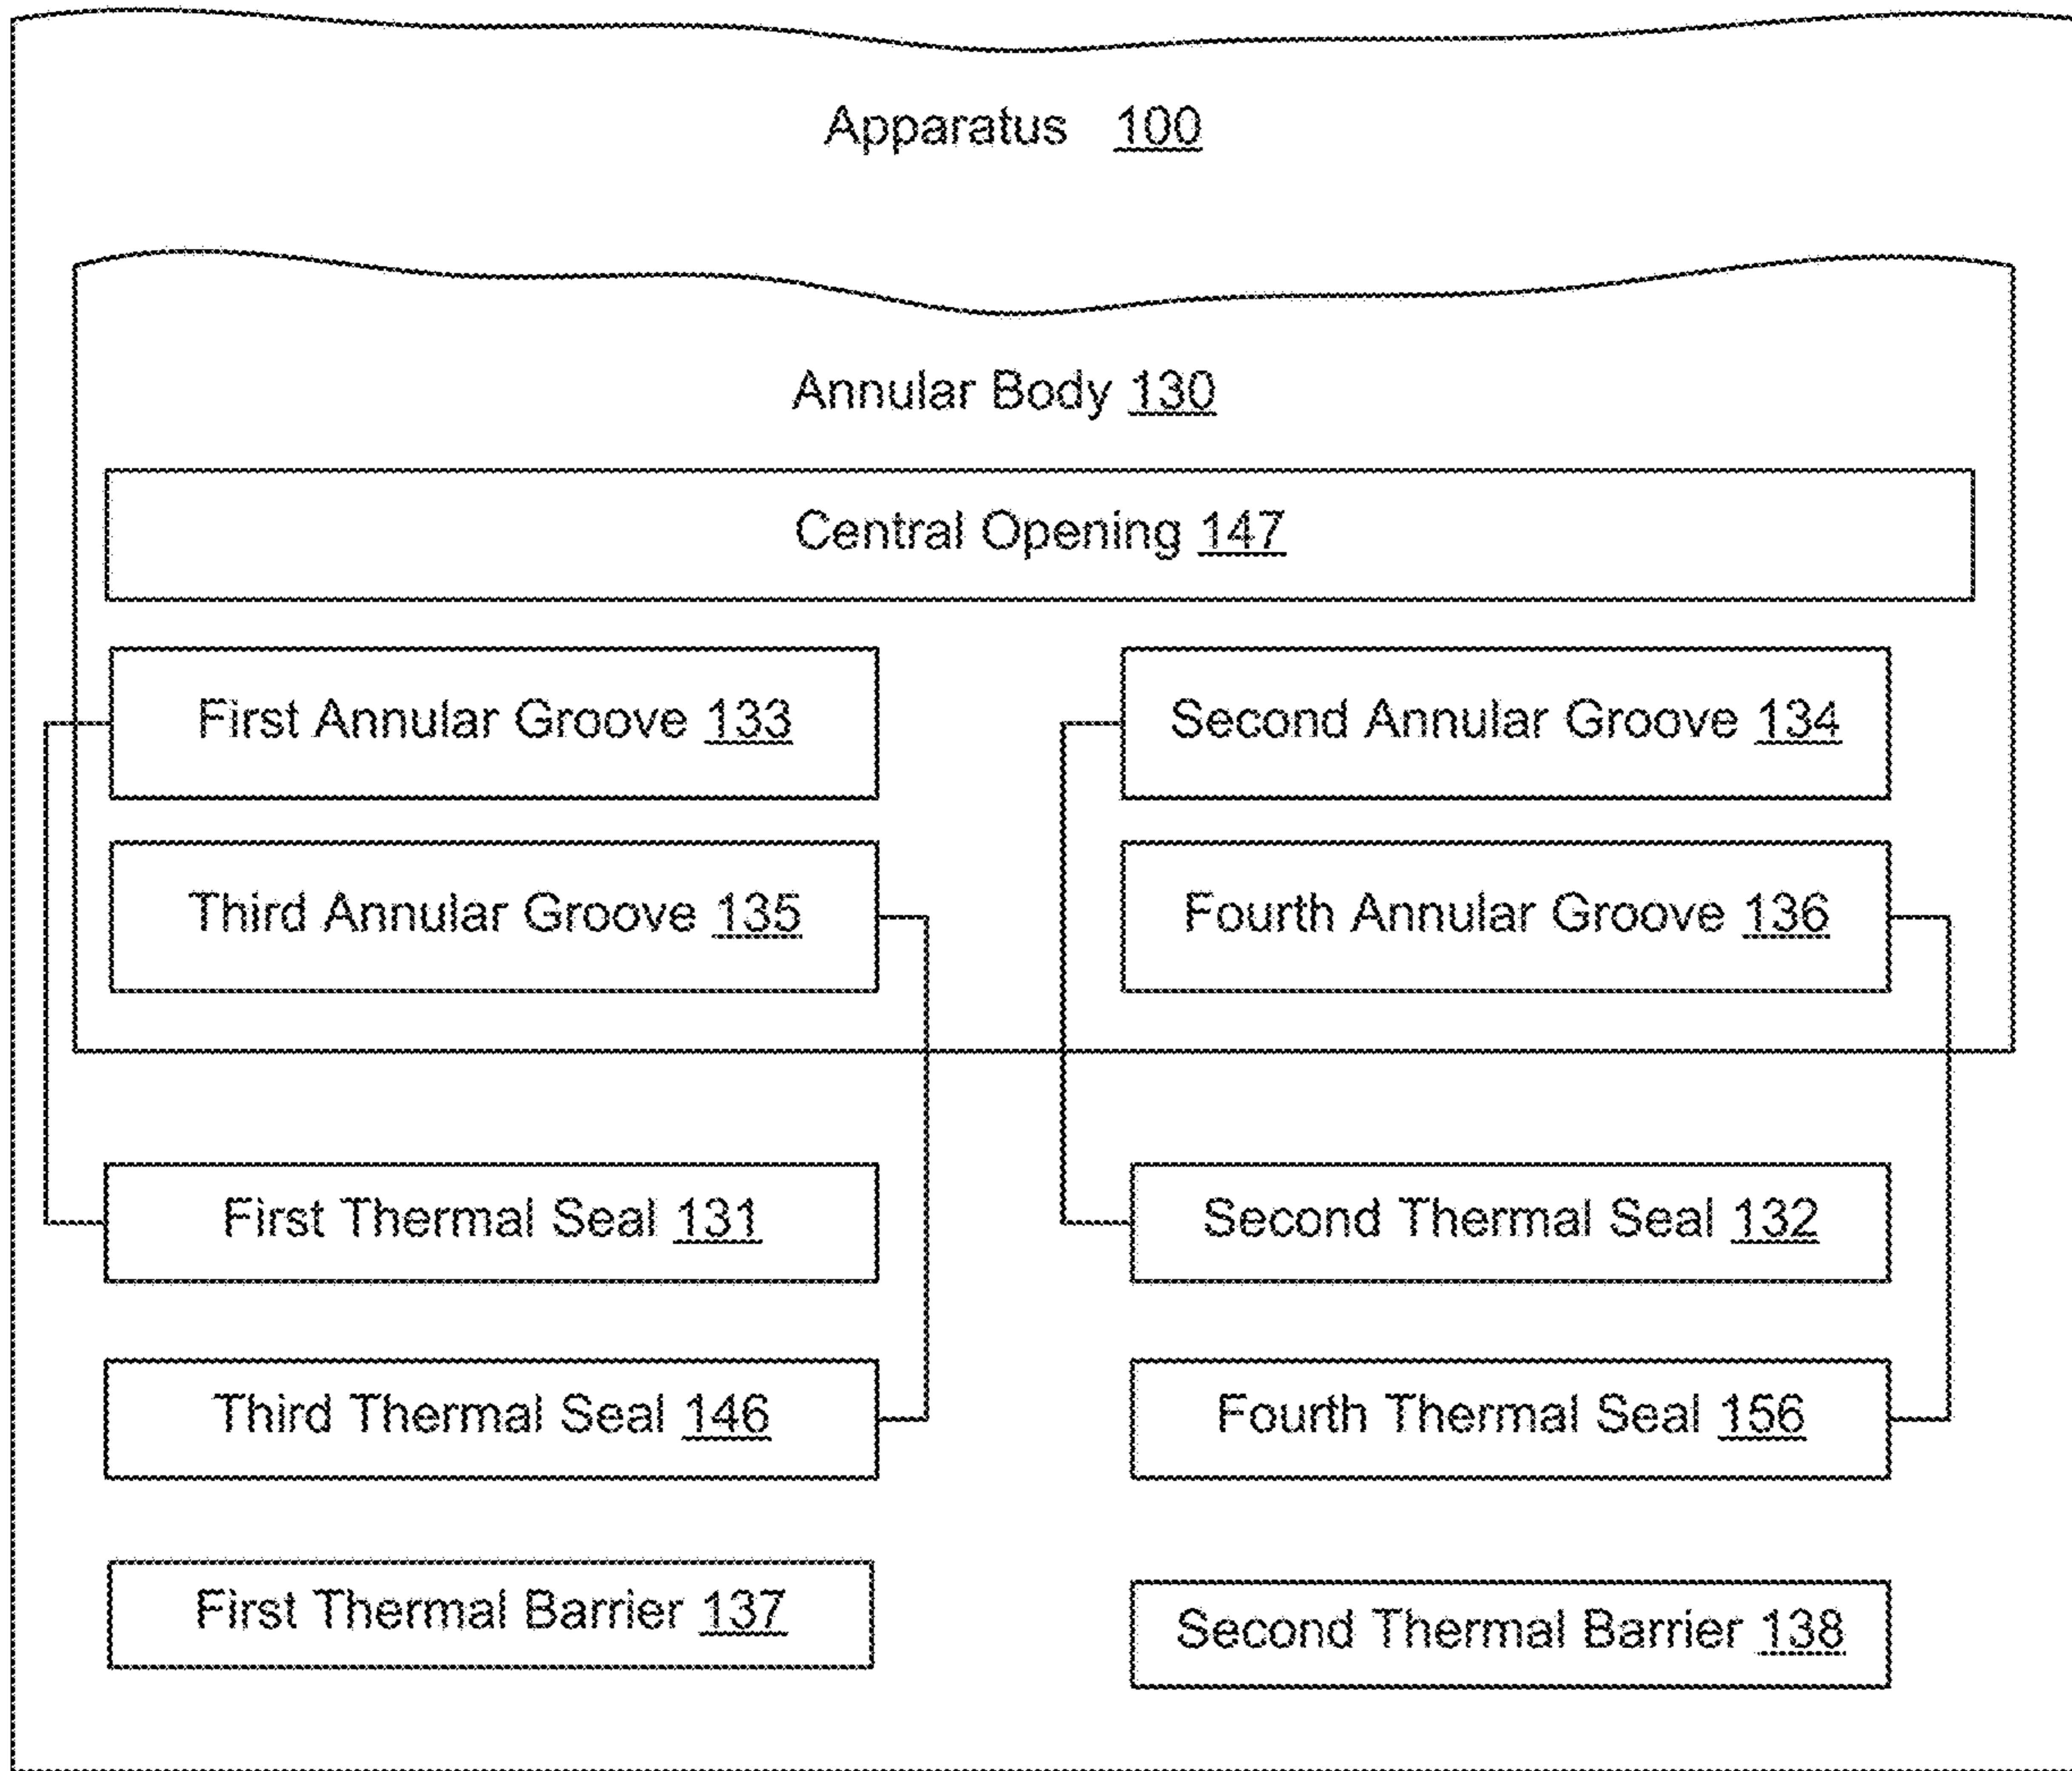 Apparatus 100
Annular Body 130
Central Opening 147
First Annular Groove 133
Second Annular Groove 134
Third Annular Groove 135
Fourth Annular Groove 136
First Thermal Seal 131
Second Thermal Seal 132
Third Thermal Seal 146
Fourth Thermal Seal 156
First Thermal Barrier 137
Second Thermal Barrier 138